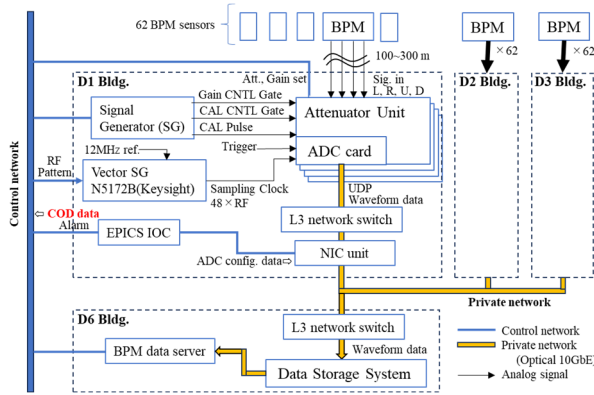 62 BPM sensors
BPM
BPM
BPM
× 62
× 62
100~300 m
D1 Bldg.
Att., Gain set
Sig. in
L, R, U, D
D2 Bldg.
D3 Bldg.
Gain CNTL Gate
Signal
Generator (SG)
CAL CNTL Gate
CAL Pulse
Attenuator Unit
12MHz ref.
Trigger
ADC card
RF
Pattern
Vector SG
N5172B(Keysight)
Sampling Clock
48×RF
UDP
Waveform data
Control network
⇦ COD data
Alarm
EPICS IOC
L3 network switch
ADC config. data⇨
NIC unit
Private network
D6 Bldg.
L3 network switch
BPM data server
Waveform data
Data Storage System
Control network
Private network
(Optical 10GbE)
Analog signal